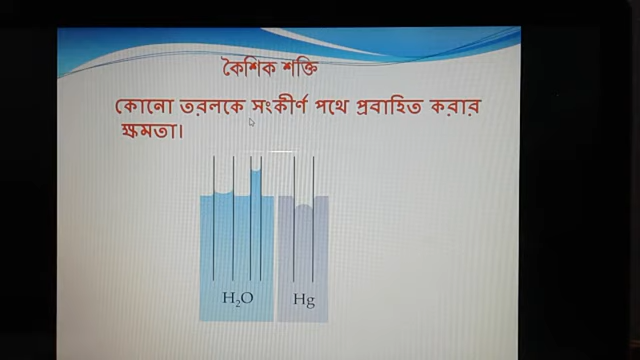 কৈশিক শক্তি
কোনো তরলকে সংকীর্ণ পথে প্রবাহিত করার
ক্ষমতা।
H₂O
Hg